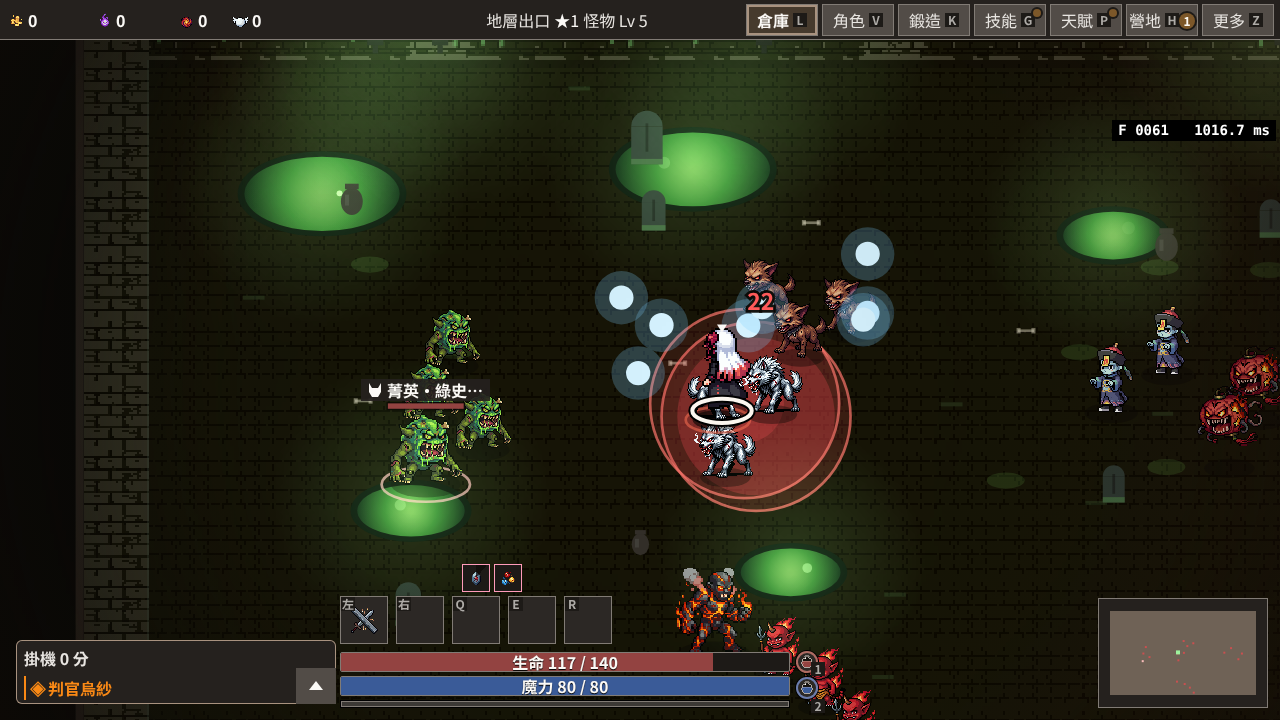 0
0
0
0
地層出口 ★1 怪物 Lv 5
倉庫 L
角色 V
鍛造 K
技能 G
天賦 P
營地 H 1
更多 Z
F 0061 1016.7 ms
22
菁英・綠史…
左
右
Q
E
R
掛機 0 分
判官烏紗
生命 117 / 140
魔力 80 / 80
1
2